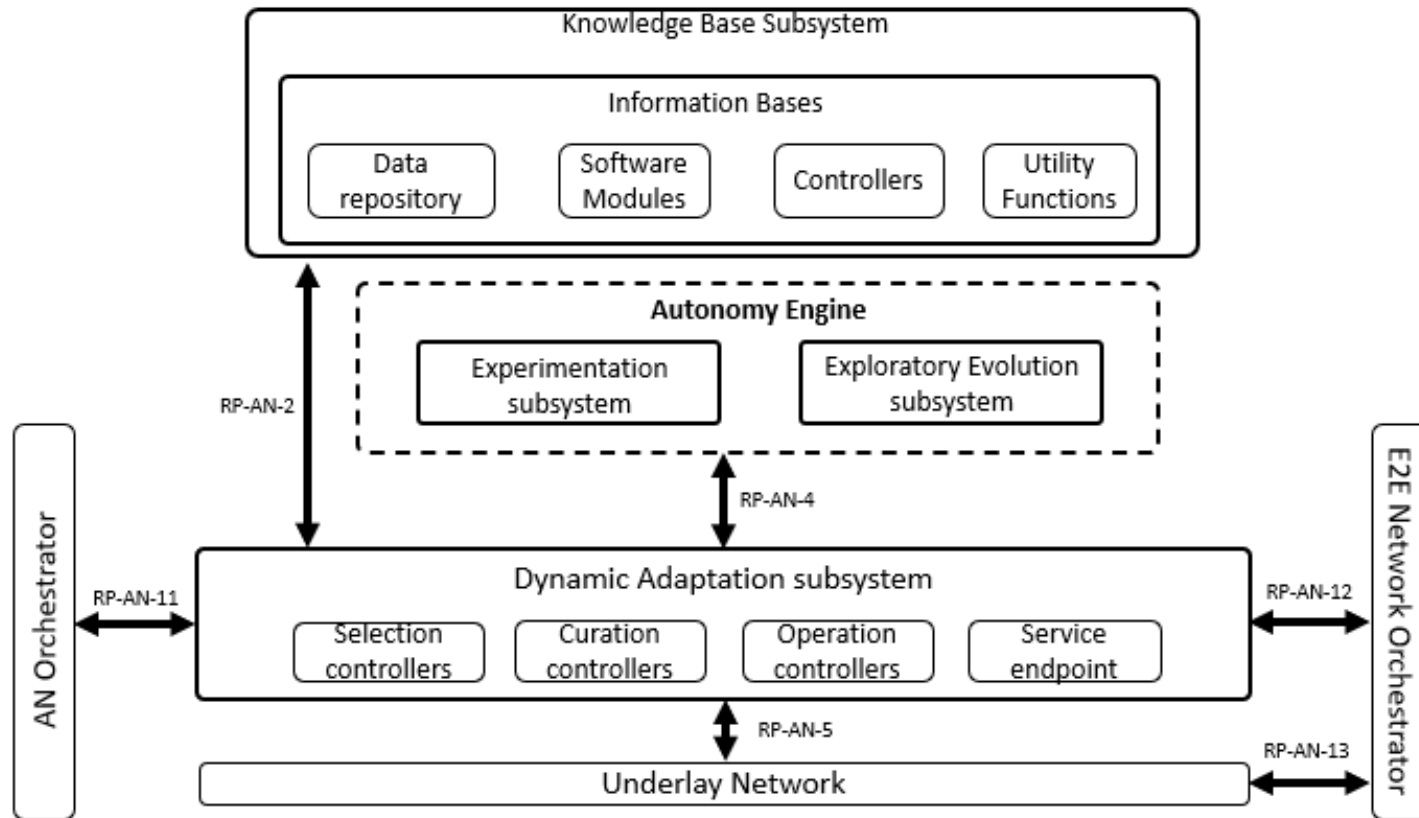 Knowledge Base Subsystem
Information Bases
Data
repository
Software
Modules
Controllers
Utility
Functions
Autonomy Engine
Experimentation
subsystem
Exploratory Evolution
subsystem
RP-AN-2
RP-AN-4
AN Orchestrator
E2E Network Orchestrator
Dynamic Adaptation subsystem
RP-AN-11
RP-AN-12
Selection
controllers
Curation
controllers
Operation
controllers
Service
endpoint
RP-AN-5
RP-AN-13
Underlay Network